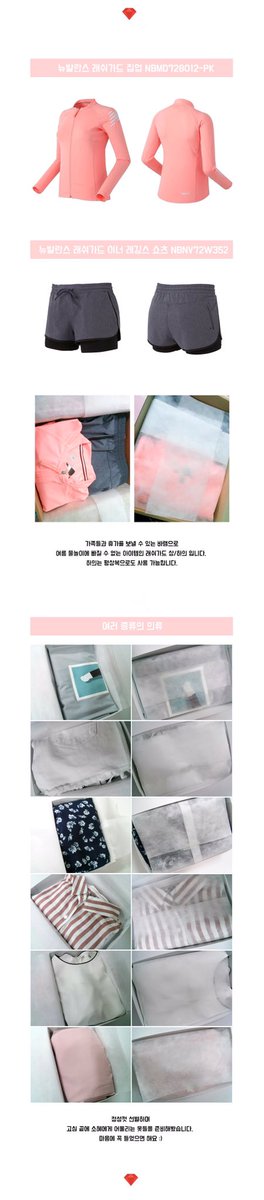 뉴발란스 래쉬가드 집업 NBMD728012-PK
뉴발란스 래쉬가드 이너 레깅스 쇼츠 NBNV72W352
가족들과 휴가를 보낼 수 있는 바램으로
여름 물놀이에 빠질 수 없는 아이템인 래쉬가드 상/하의 입니다.
하의는 평상복으로도 사용 가능합니다.
여러 종류의 의류
정성껏 선별하여
고심 끝에 소혜에게 어울리는 옷들을 준비해봤습니다.
마음에 꼭 들었으면 해요 :)